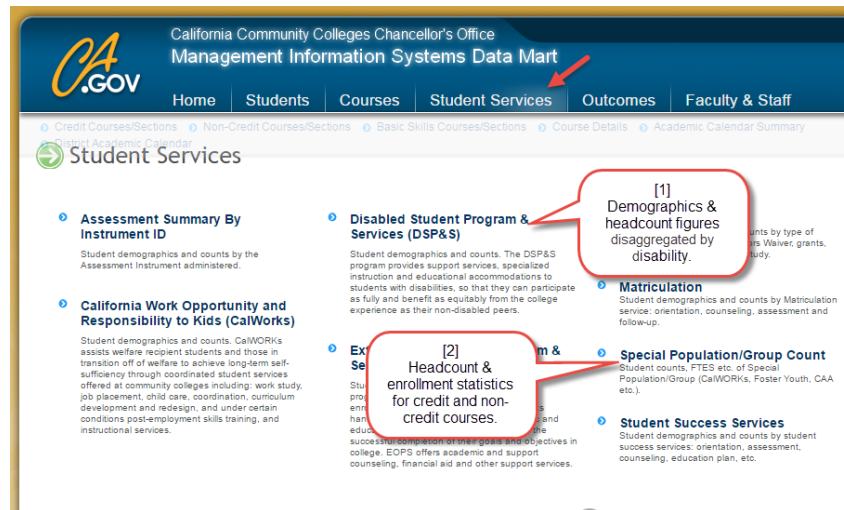 CA
.GOV
California Community Colleges Chancellor's Office
Management Information Systems Data Mart
Home Students Courses Student Services Outcomes Faculty & Staff
Credit Courses/Sections Non-Credit Courses/Sections Basic Skills Courses/Sections Course Details Academic Calendar Summary
District Academic Calendar
Student Services
Assessment Summary By
Instrument ID
Student demographics and counts by the
Assessment Instrument administered.
California Work Opportunity and
Responsibility to Kids (CalWorks)
Student demographics and counts. CalWORKs
assists welfare recipient students and those in
transition off of welfare to achieve long-term self-
sufficiency through coordinated student services
offered at community colleges including: work study,
job placement, child care, coordination, curriculum
development and redesign, and under certain
conditions post-employment skills training, and
instructional services.
Disabled Student Program &
Services (DSP&S)
Student demographics and counts. The DSP&S
program provides support services, specialized
instruction and educational accommodations to
students with disabilities, so that they can participate
as fully and benefit as equitably from the college
experience as their non-disabled peers.
m &
and
the
successful completion of their goals and objectives in
college. EOPS offers academic and support
counseling, financial aid and other support services.
[1]
Demographics &
headcount figures
disaggregated by
disability.
[2]
Headcount &
enrollment statistics
for credit and non-
credit courses.
by type of
Waiver, grants,
Matriculation
Student demographics and counts by Matriculation
service: orientation, counseling, assessment and
follow-up.
Special Population/Group Count
Student counts, FTES etc. of Special
Population/Group (CalWORKs, Foster Youth, CAA
etc.).
Student Success Services
Student demographics and counts by student
success services: orientation, assessment,
counseling, education plan, etc.